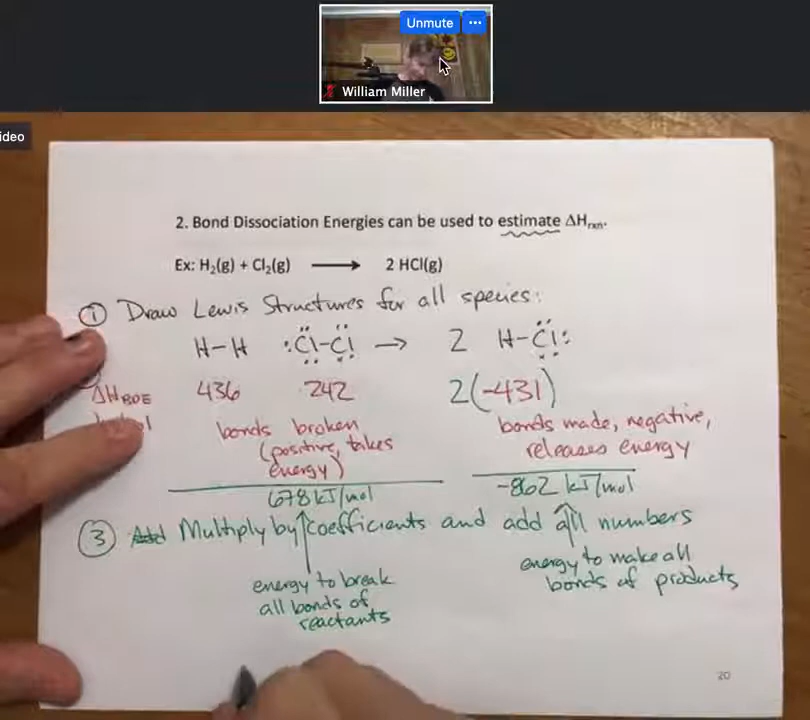 Unmute
William Miller
ideo
2. Bond Dissociation Energies can be used to estimate ΔHrxn.
Ex: H2(g) + Cl2(g) ⟶ 2 HCl(g)
① Draw Lewis Structures for all species:
H-H :Cl-Cl: → 2 H-Cl:
ΔHBDE 436 242 2(-431)
bonds broken
(positive, takes
energy)
bonds made, negative,
releases energy
678 kJ/mol
-862 kJ/mol
③ Add Multiply by coefficients and add all numbers
energy to break
all bonds of
reactants
energy to make all
bonds of products
20